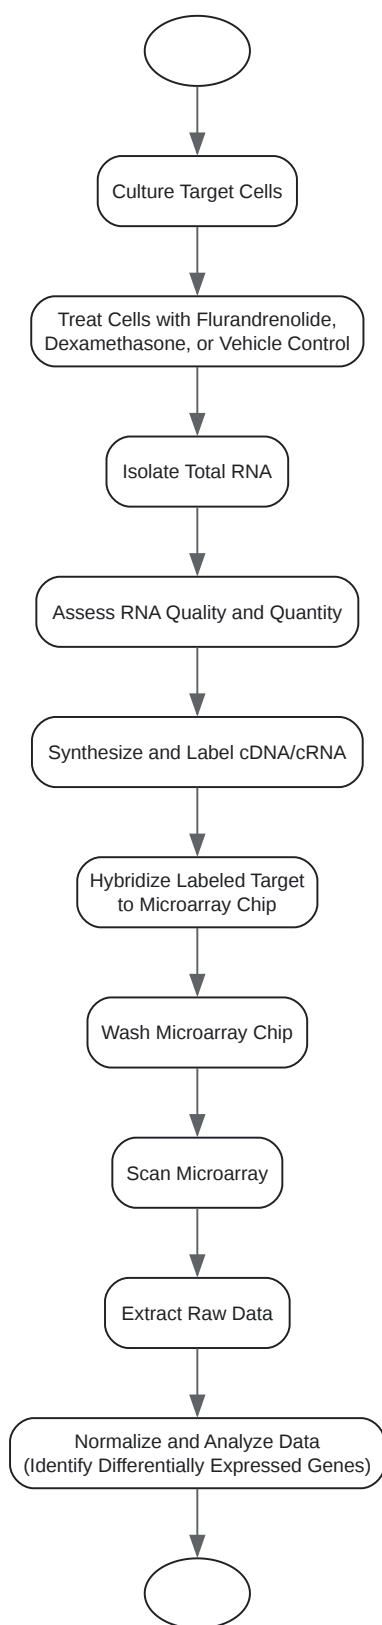 Culture Target Cells
Treat Cells with Flurandrenolide,
Dexamethasone, or Vehicle Control
Isolate Total RNA
Assess RNA Quality and Quantity
Synthesize and Label cDNA/cRNA
Hybridize Labeled Target
to Microarray Chip
Wash Microarray Chip
Scan Microarray
Extract Raw Data
Normalize and Analyze Data
(Identify Differentially Expressed Genes)